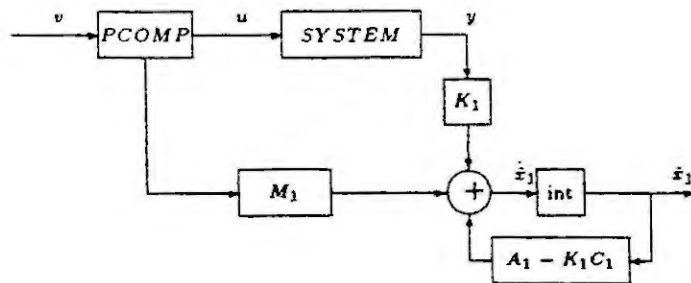 v u y
PCOMP SYSTEM
K₁
M₁ + ẋ̂₁ int x̂₁
A₁ − K₁C₁